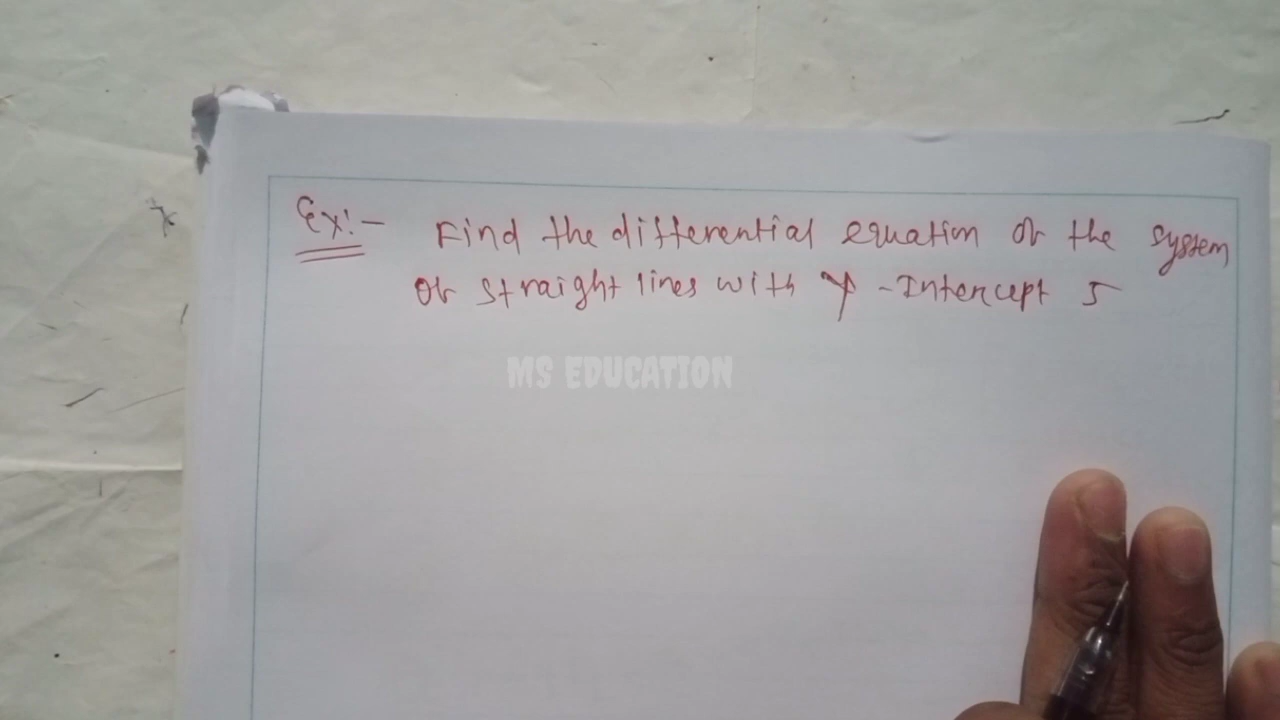 Ex:- Find the differential equation of the system
of straight lines with y-Intercept 5
MS EDUCATION